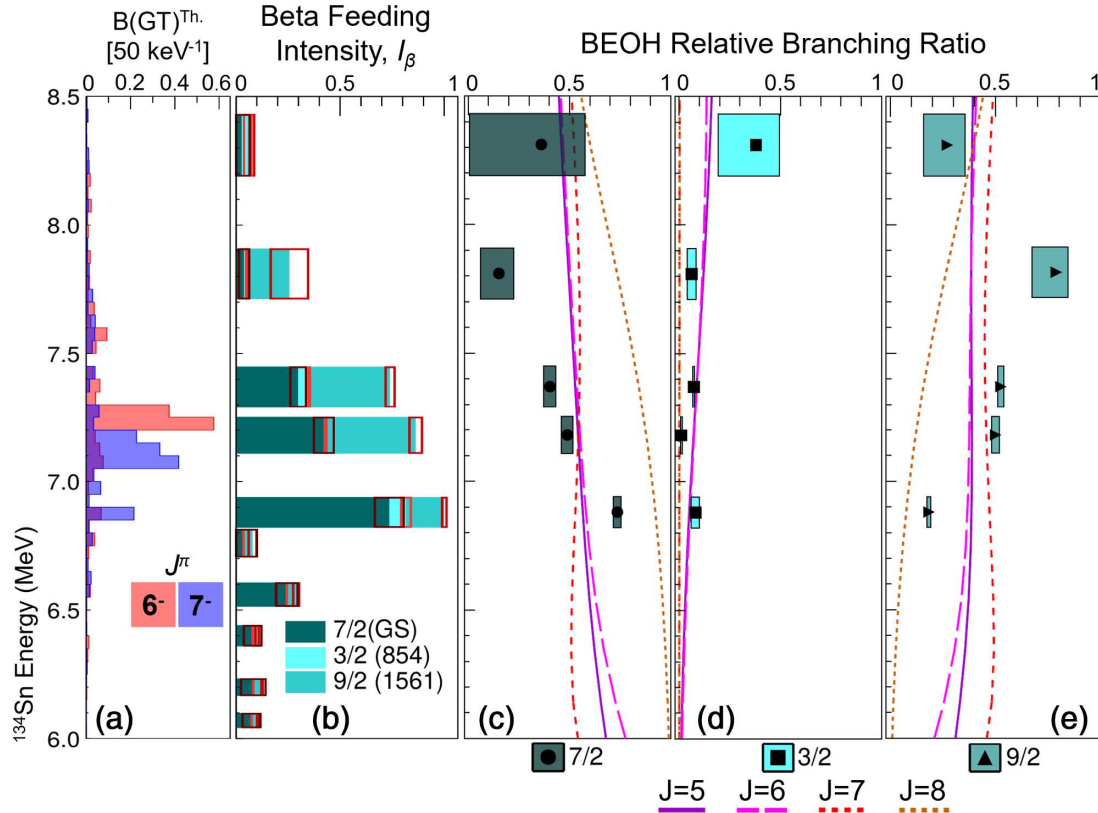 B(GT)ᵀʰ·
[50 keV⁻¹]
Beta Feeding
Intensity, I_β
BEOH Relative Branching Ratio
0 0.2 0.4 0.6
0 0.5 1
0 0.5 1
0 0.5 1
0 0.5 1
8.5
8.0
7.5
7.0
6.5
6.0
¹³⁴Sn Energy (MeV)
J^π
6⁻ 7⁻
7/2(GS)
3/2 (854)
9/2 (1561)
(a) (b) (c) (d) (e)
7/2 3/2 9/2
J=5 J=6 J=7 J=8